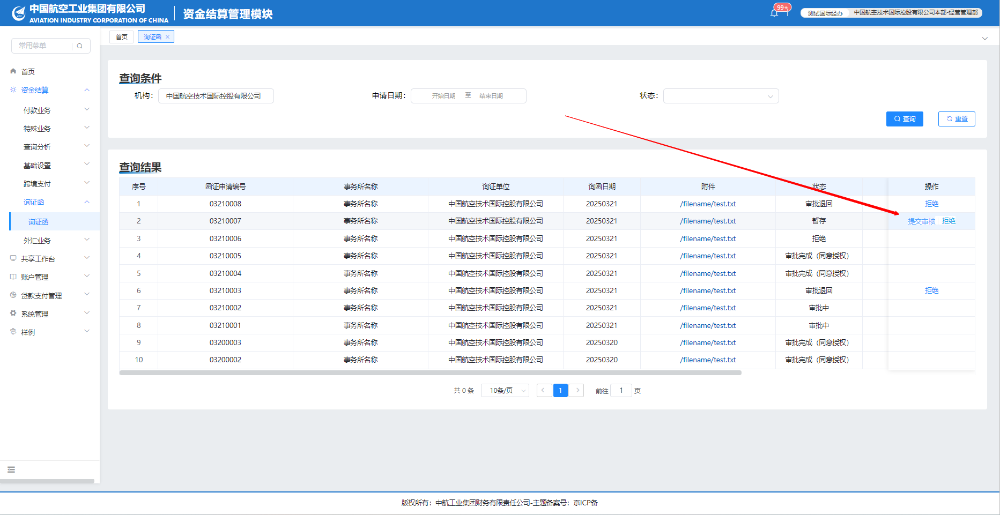 中国航空工业集团有限公司
AVIATION INDUSTRY CORPORATION OF CHINA
资金结算管理模块
99+
测试国际经办 中国航空技术国际控股有限公司本部-经营管理部
常用菜单
首页
资金结算
付款业务
特殊业务
查询分析
基础设置
跨境支付
询证函
询证函
外汇业务
共享工作台
账户管理
贷款支付管理
系统管理
样例
首页 询证函 ×
查询条件
机构： 中国航空技术国际控股有限公司 申请日期： 开始日期 至 结束日期 状态：
查询 重置
查询结果
序号 函证申请编号 事务所名称 询证单位 询函日期 附件 状态 操作
1 03210008 事务所名称 中国航空技术国际控股有限公司 20250321 /filename/test.txt 审批退回 拒绝
2 03210007 事务所名称 中国航空技术国际控股有限公司 20250321 /filename/test.txt 暂存 提交审核 拒绝
3 03210006 事务所名称 中国航空技术国际控股有限公司 20250321 /filename/test.txt 拒绝
4 03210005 事务所名称 中国航空技术国际控股有限公司 20250321 /filename/test.txt 审批完成（同意授权）
5 03210004 事务所名称 中国航空技术国际控股有限公司 20250321 /filename/test.txt 审批完成（同意授权）
6 03210003 事务所名称 中国航空技术国际控股有限公司 20250321 /filename/test.txt 审批退回 拒绝
7 03210002 事务所名称 中国航空技术国际控股有限公司 20250321 /filename/test.txt 审批中
8 03210001 事务所名称 中国航空技术国际控股有限公司 20250321 /filename/test.txt 审批中
9 03200003 事务所名称 中国航空技术国际控股有限公司 20250320 /filename/test.txt 审批完成（同意授权）
10 03200002 事务所名称 中国航空技术国际控股有限公司 20250320 /filename/test.txt 审批完成（同意授权）
共 0 条 10条/页 1 前往 1 页
版权所有：中航工业集团财务有限责任公司-主题备案号：京ICP备